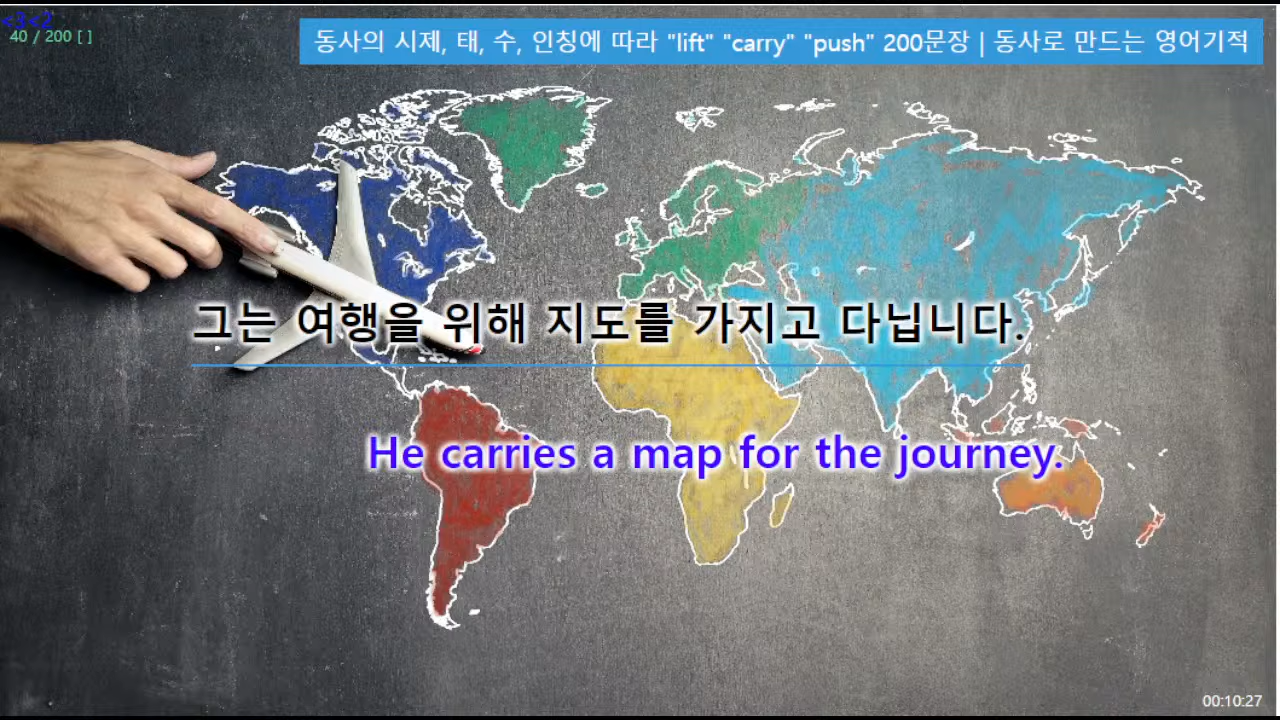 <3<2
40 / 200 [ ]
동사의 시제, 태, 수, 인칭에 따라 "lift" "carry" "push" 200문장 | 동사로 만드는 영어기적
그는 여행을 위해 지도를 가지고 다닙니다.
He carries a map for the journey.
00:10:27